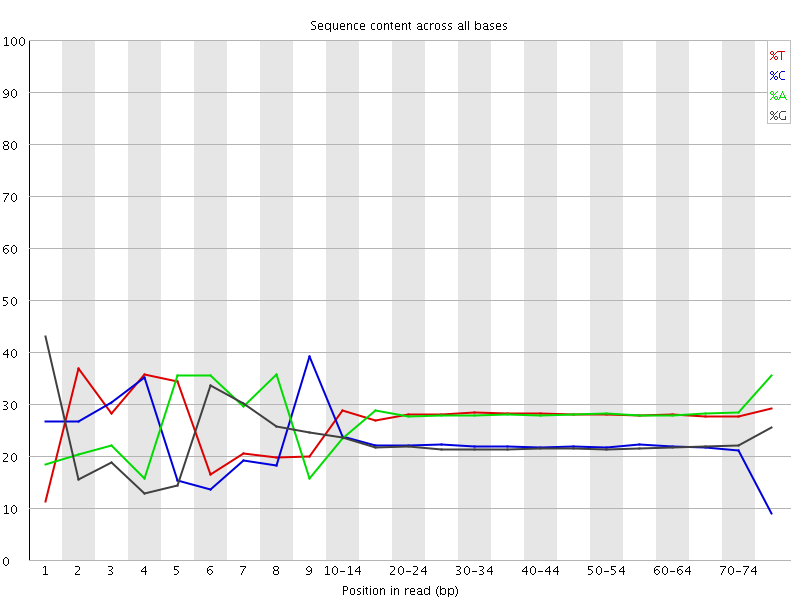 Sequence content across all bases
100
90
80
70
60
50
40
30
20
10
0
%T
%C
%A
%G
1 2 3 4 5 6 7 8 9 10-14 20-24 30-34 40-44 50-54 60-64 70-74
Position in read (bp)